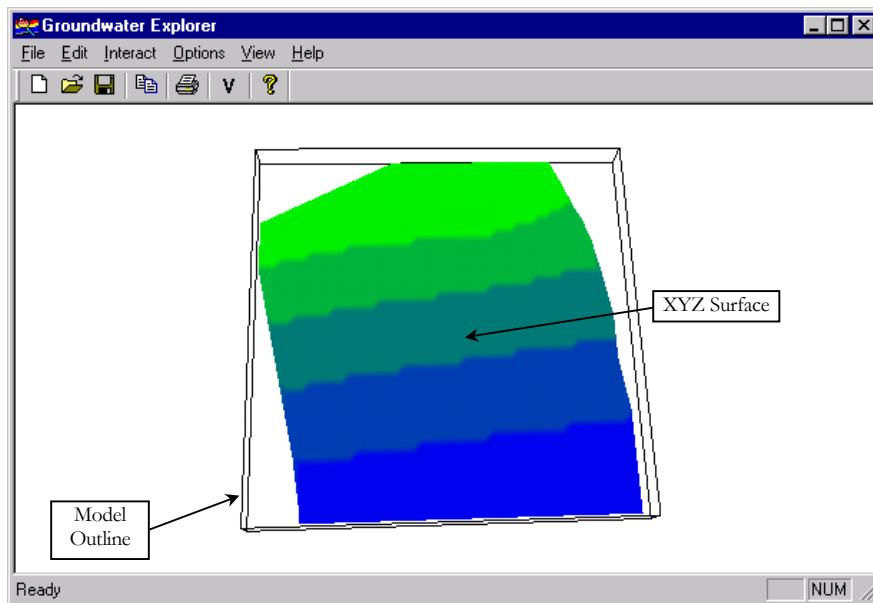 Groundwater Explorer
File Edit Interact Options View Help
V ?
XYZ Surface
Model
Outline
Ready
NUM